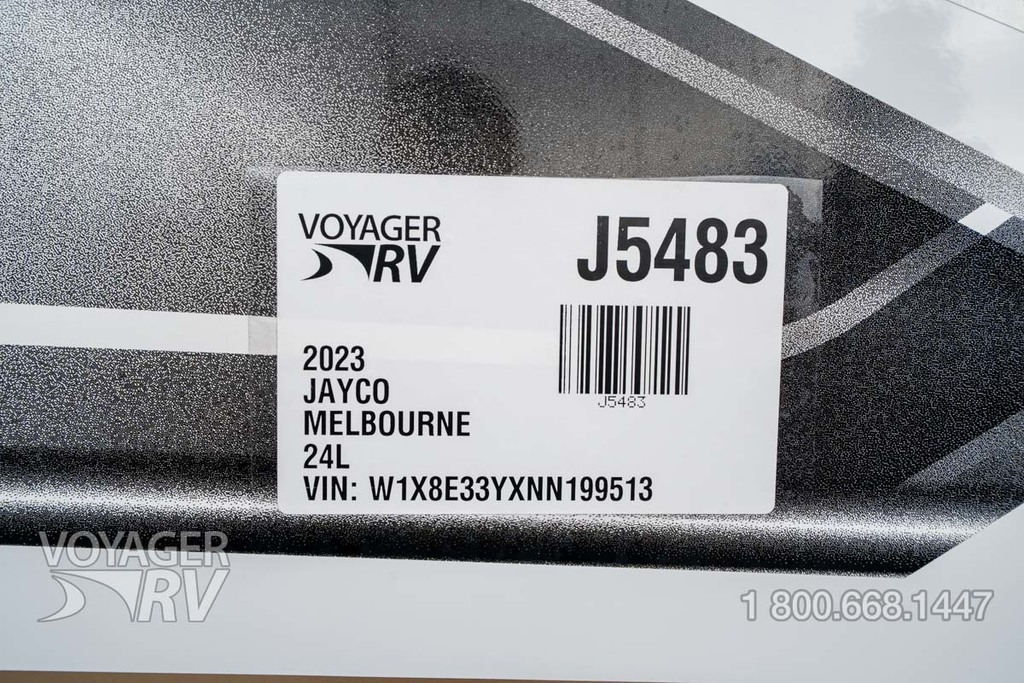 VOYAGER
RV
J5483
J5483
2023
JAYCO
MELBOURNE
24L
VIN: W1X8E33YXNN199513
VOYAGER
RV
1 800.668.1447